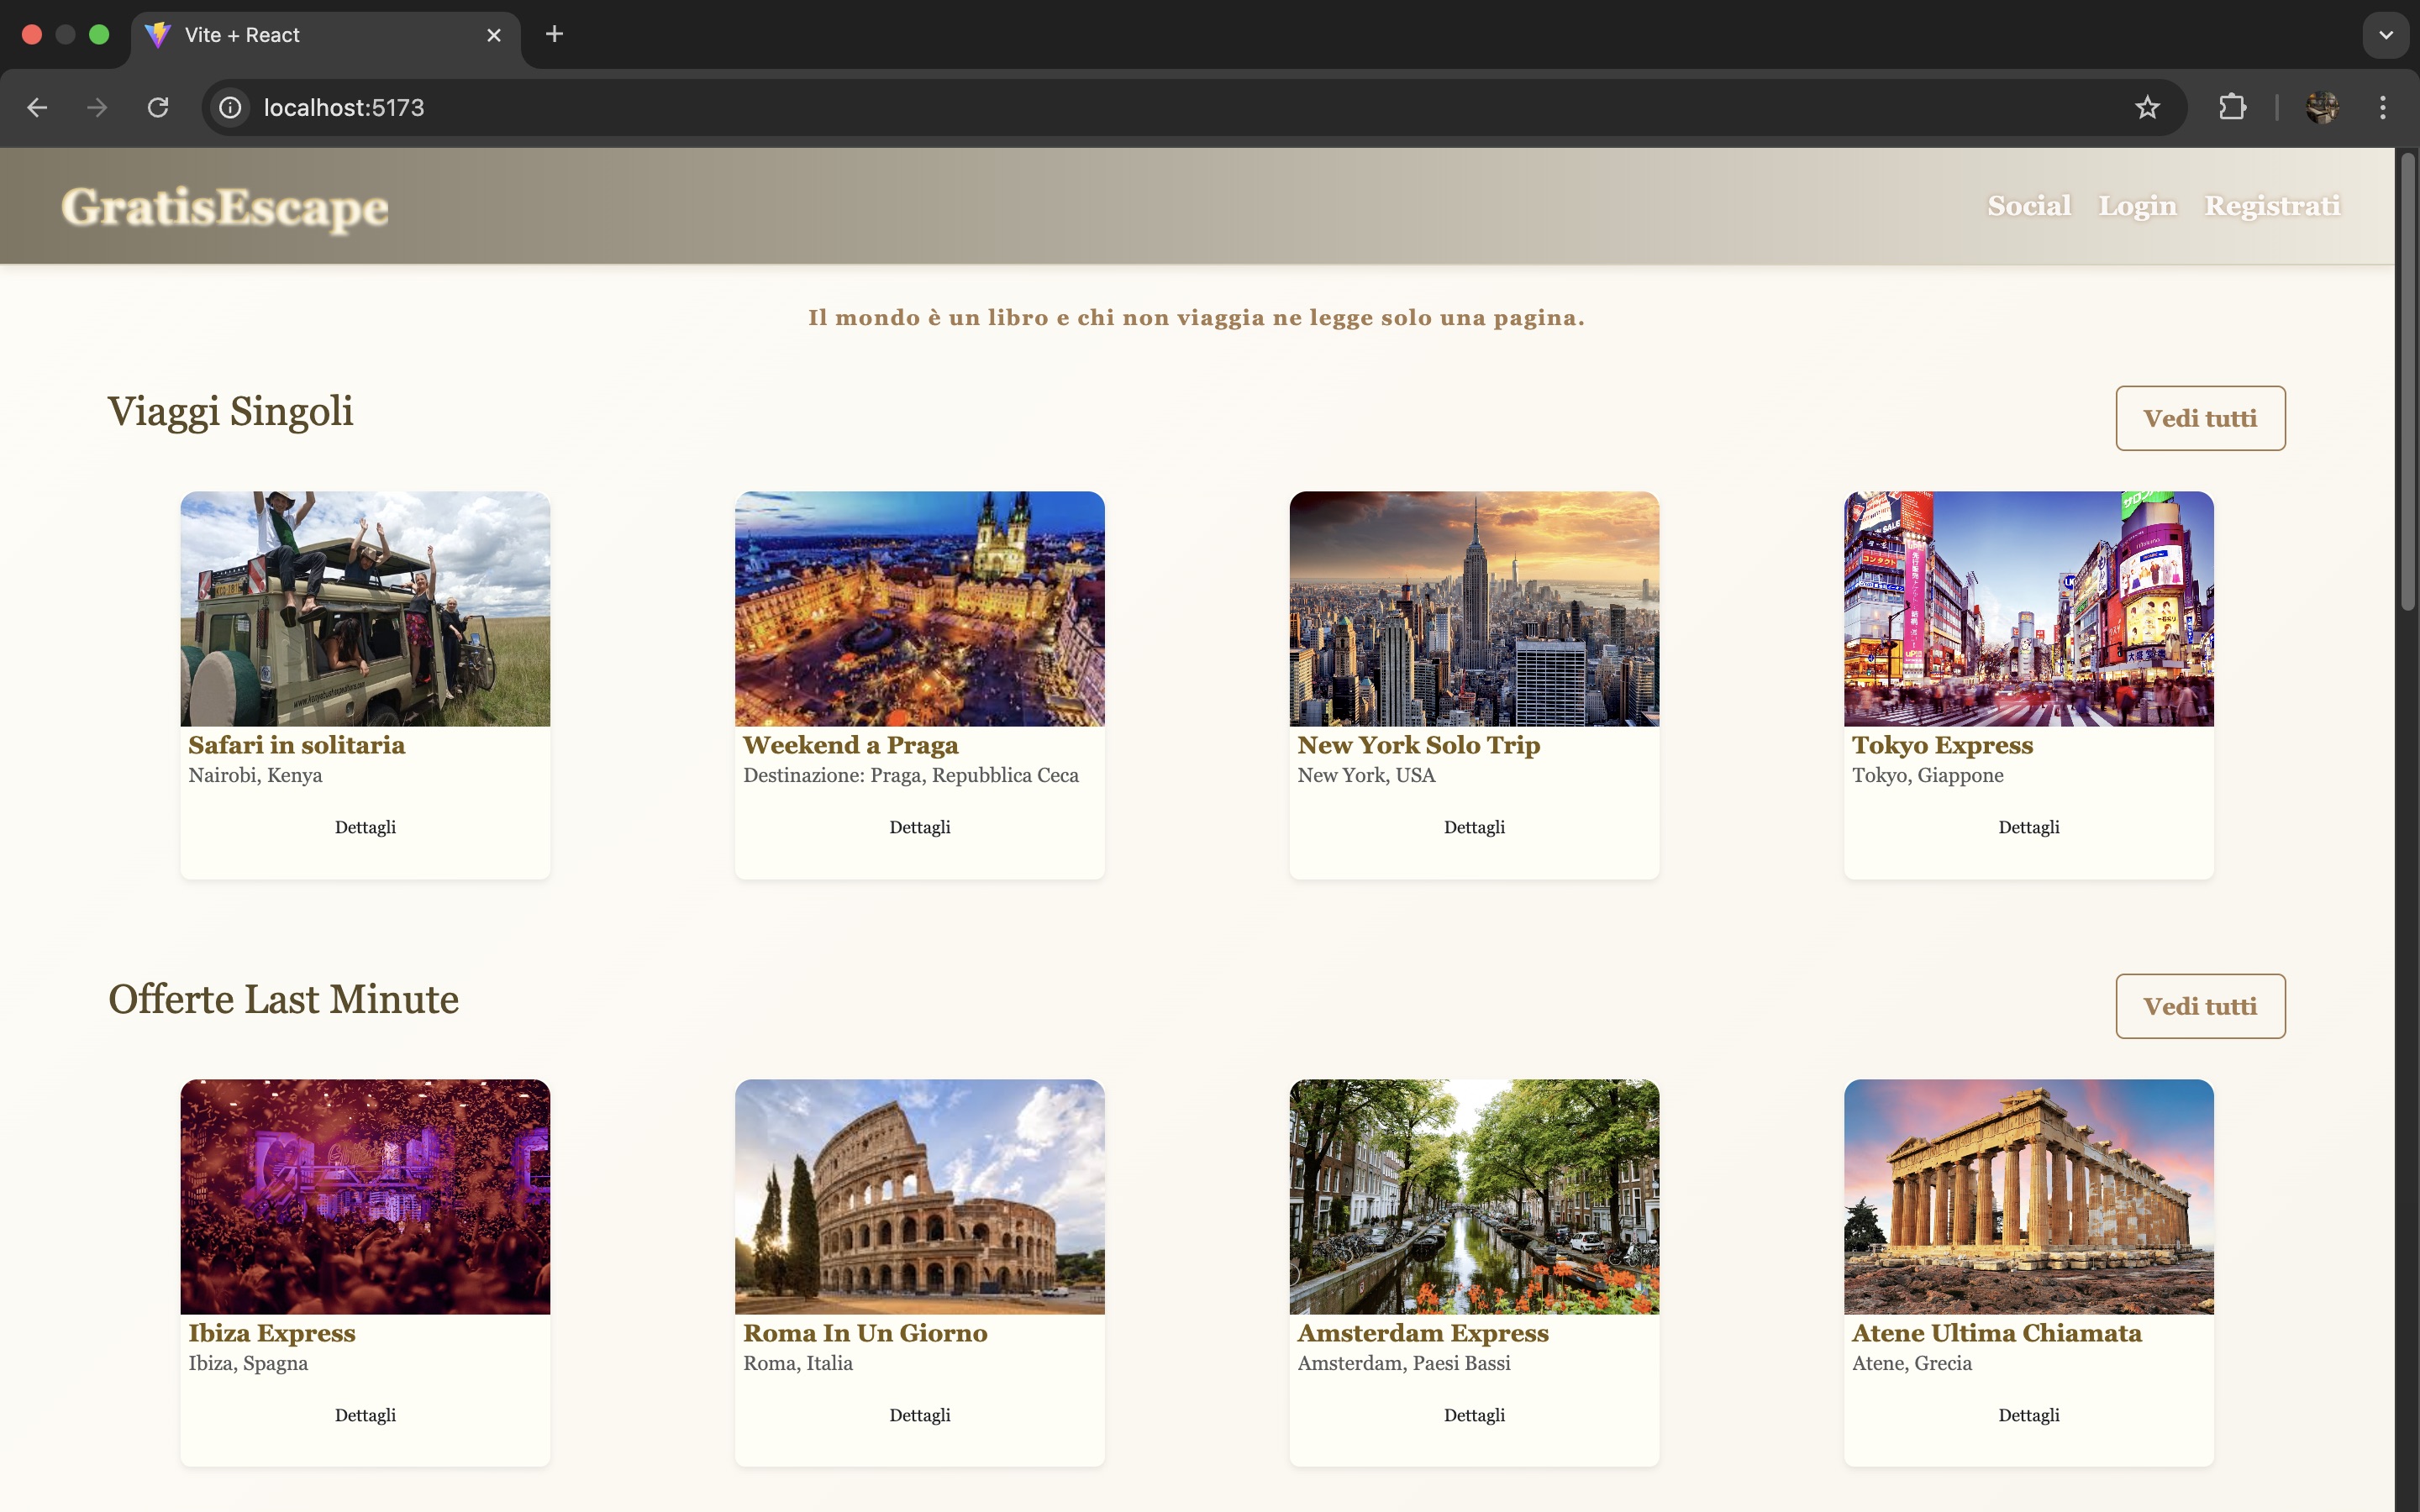 Vite + React
localhost:5173
GratisEscape
Social Login Registrati
Il mondo è un libro e chi non viaggia ne legge solo una pagina.
Viaggi Singoli
Vedi tutti
Safari in solitaria
Nairobi, Kenya
Dettagli
Weekend a Praga
Destinazione: Praga, Repubblica Ceca
Dettagli
New York Solo Trip
New York, USA
Dettagli
Tokyo Express
Tokyo, Giappone
Dettagli
Offerte Last Minute
Vedi tutti
Ibiza Express
Ibiza, Spagna
Dettagli
Roma In Un Giorno
Roma, Italia
Dettagli
Amsterdam Express
Amsterdam, Paesi Bassi
Dettagli
Atene Ultima Chiamata
Atene, Grecia
Dettagli